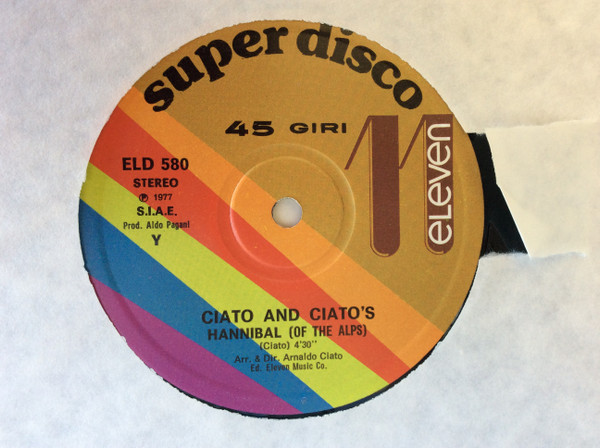 super disco
45 GIRI
11 eleven
ELD 580
STEREO
℗ 1977
S.I.A.E.
Prod. Aldo Pagani
Y
CIATO AND CIATO'S
HANNIBAL (OF THE ALPS)
(Ciato) 4'30"
Arr. & Dir. Arnaldo Ciato
Ed. Eleven Music Co.